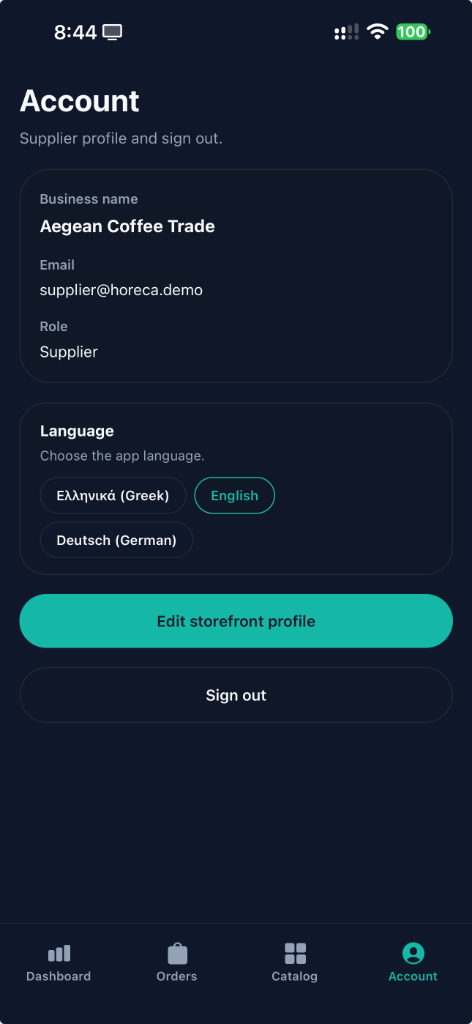 8:44
100
Account
Supplier profile and sign out.
Business name
Aegean Coffee Trade
Email
supplier@horeca.demo
Role
Supplier
Language
Choose the app language.
Ελληνικά (Greek) English
Deutsch (German)
Edit storefront profile
Sign out
Dashboard Orders Catalog Account